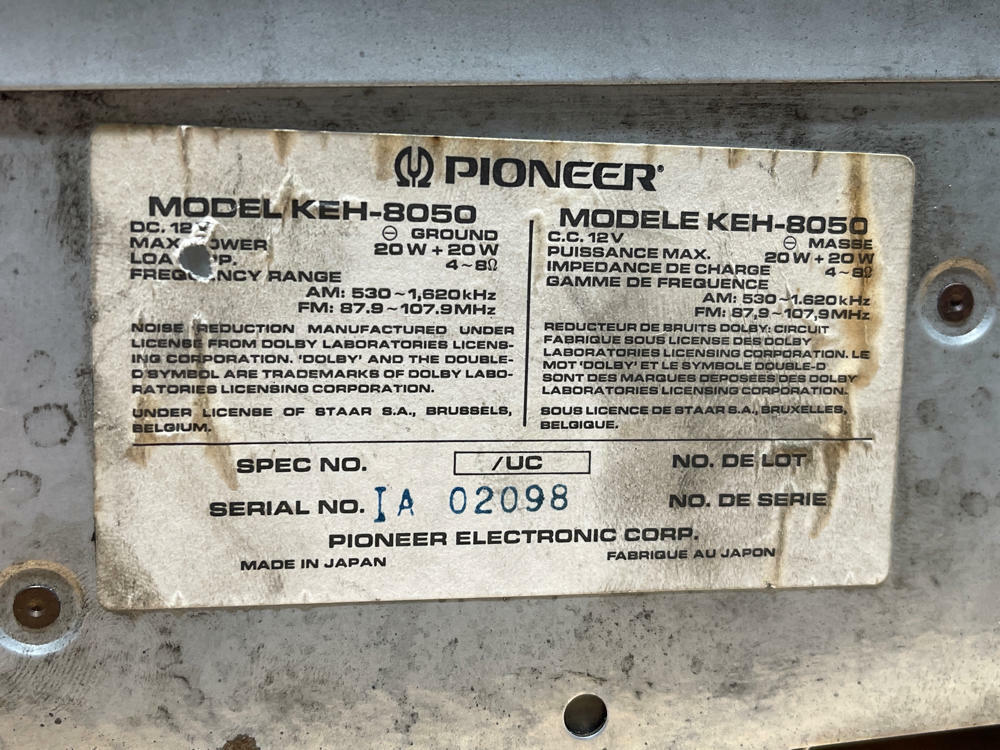 PIONEER®
MODEL KEH-8050
DC. 12V ⊖ GROUND
MAX. POWER 20 W + 20 W
4~8Ω
FREQUENCY RANGE
AM: 530~1,620kHz
FM: 87.9~107.9MHz
NOISE REDUCTION MANUFACTURED UNDER
LICENSE FROM DOLBY LABORATORIES LICENS-
ING CORPORATION. 'DOLBY' AND THE DOUBLE-
D SYMBOL ARE TRADEMARKS OF DOLBY LABO-
RATORIES LICENSING CORPORATION.
UNDER LICENSE OF STAAR S.A., BRUSSELS,
BELGIUM.
MODELE KEH-8050
C.C. 12V ⊖ MASSE
PUISSANCE MAX. 20 W + 20 W
IMPEDANCE DE CHARGE 4~8Ω
GAMME DE FREQUENCE
AM: 530~1.620kHz
FM: 87,9~107,9MHz
REDUCTEUR DE BRUITS DOLBY: CIRCUIT
FABRIQUE SOUS LICENSE DES DOLBY
LABORATORIES LICENSING CORPORATION. LE
MOT 'DOLBY' ET LE SYMBOLE DOUBLE-D
SONT DES MARQUES DEPOSEES DES DOLBY
LABORATORIES LICENSING CORPORATION.
SOUS LICENCE DE STAAR S.A., BRUXELLES,
BELGIQUE.
SPEC NO. /UC NO. DE LOT
SERIAL NO. IA 02098 NO. DE SERIE
PIONEER ELECTRONIC CORP.
MADE IN JAPAN FABRIQUE AU JAPON